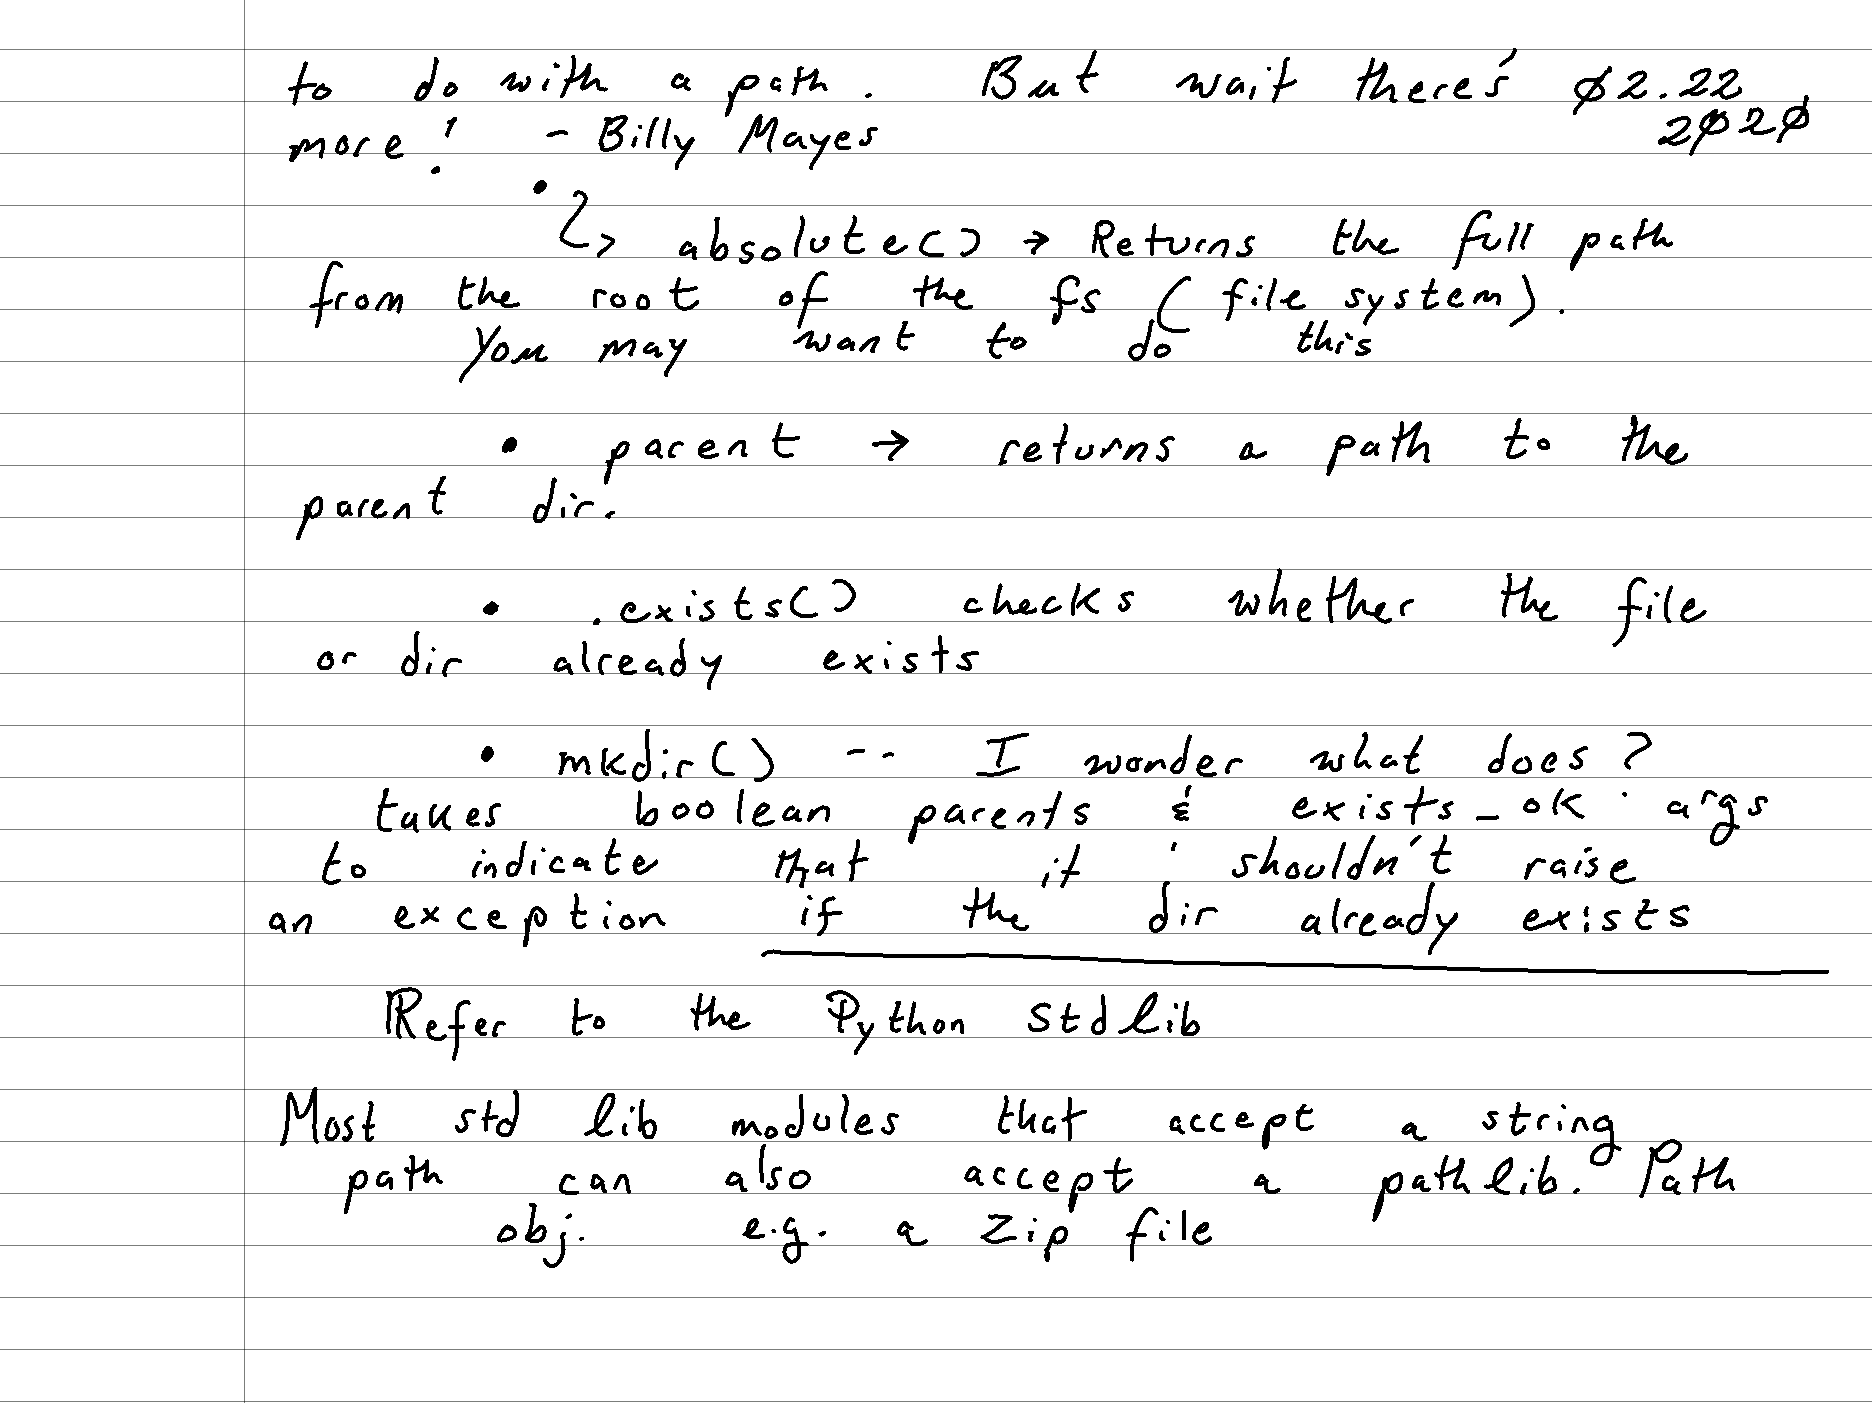 to do with a path. But wait there's 02.22
more! - Billy Mayes 2020
• ↳ absolute() → Returns the full path
from the root of the fs (file system).
You may want to do this
• parent → returns a path to the
parent dir.
• .exists() checks whether the file
or dir already exists
• mkdir() -- I wonder what does?
takes boolean parents & exists_ok args
to indicate that it shouldn't raise
an exception if the dir already exists
Refer to the Python stdlib
Most std lib modules that accept a string
path can also accept a pathlib. Path
obj. e.g. a Zip file